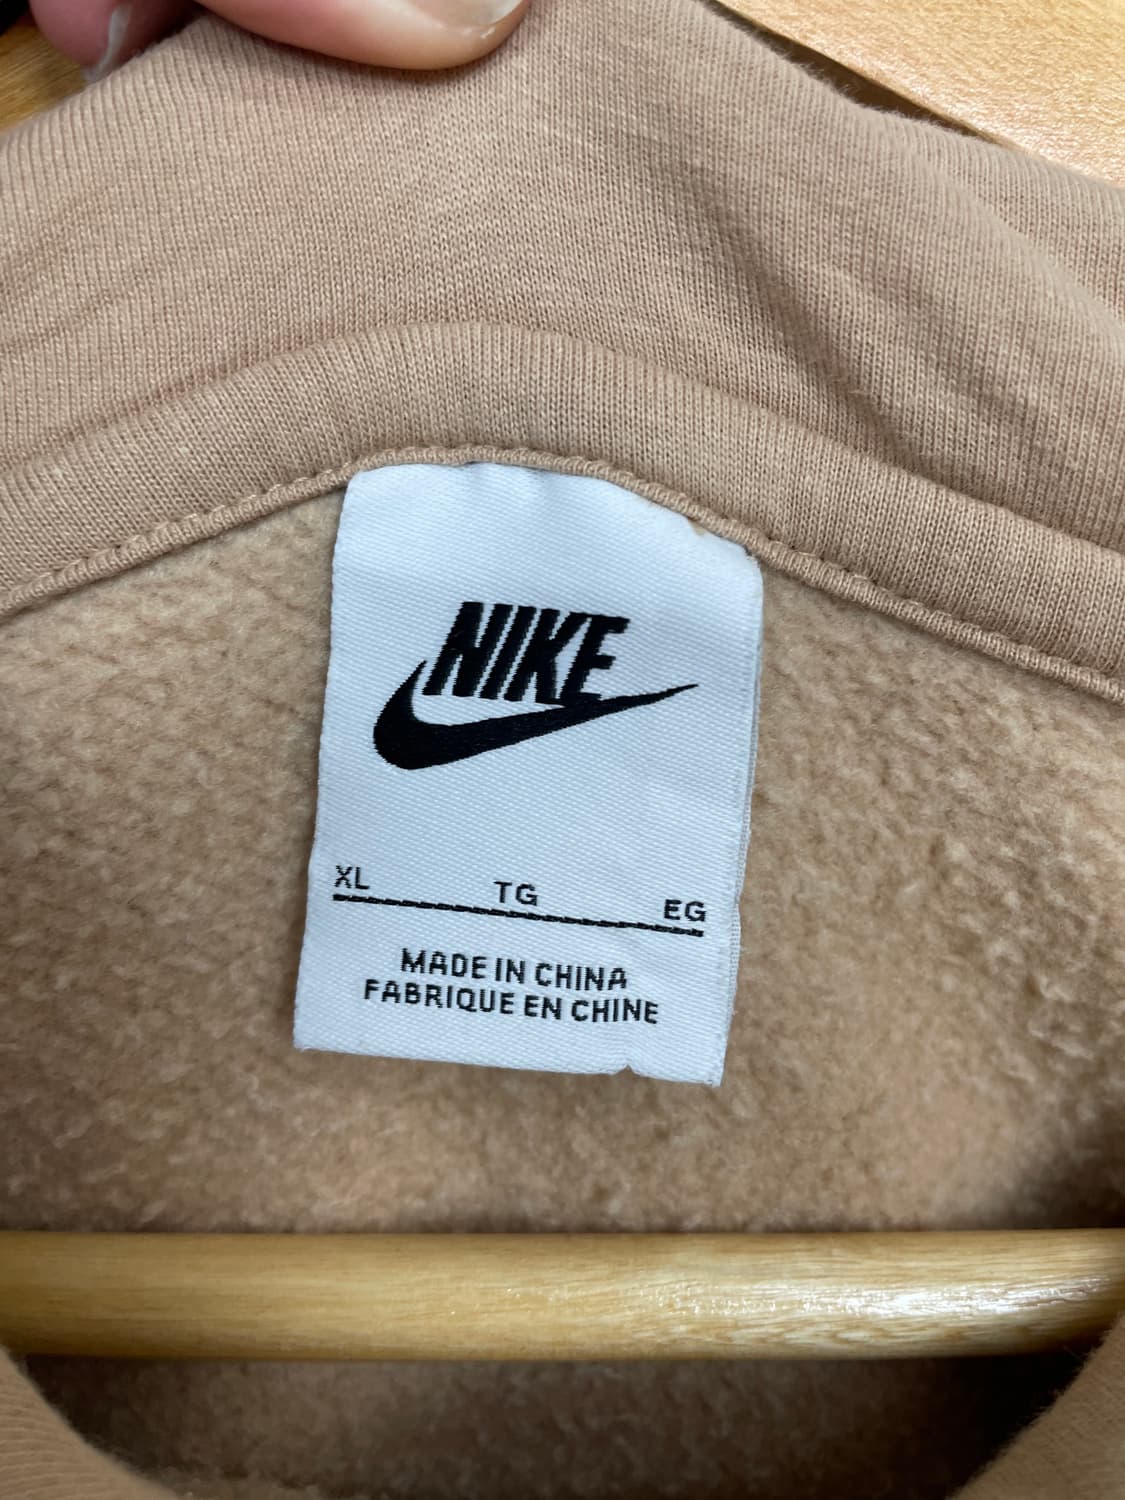 NIKE
XL TG EG
MADE IN CHINA
FABRIQUE EN CHINE